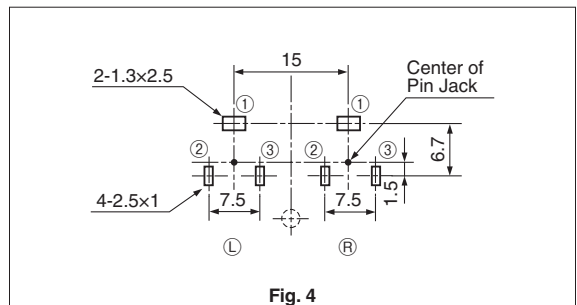 15
2-1.3×2.5
Center of
Pin Jack
① ①
② ③ ② ③
6.7
1.5
4-2.5×1
7.5 7.5
Ⓛ Ⓡ
Fig. 4